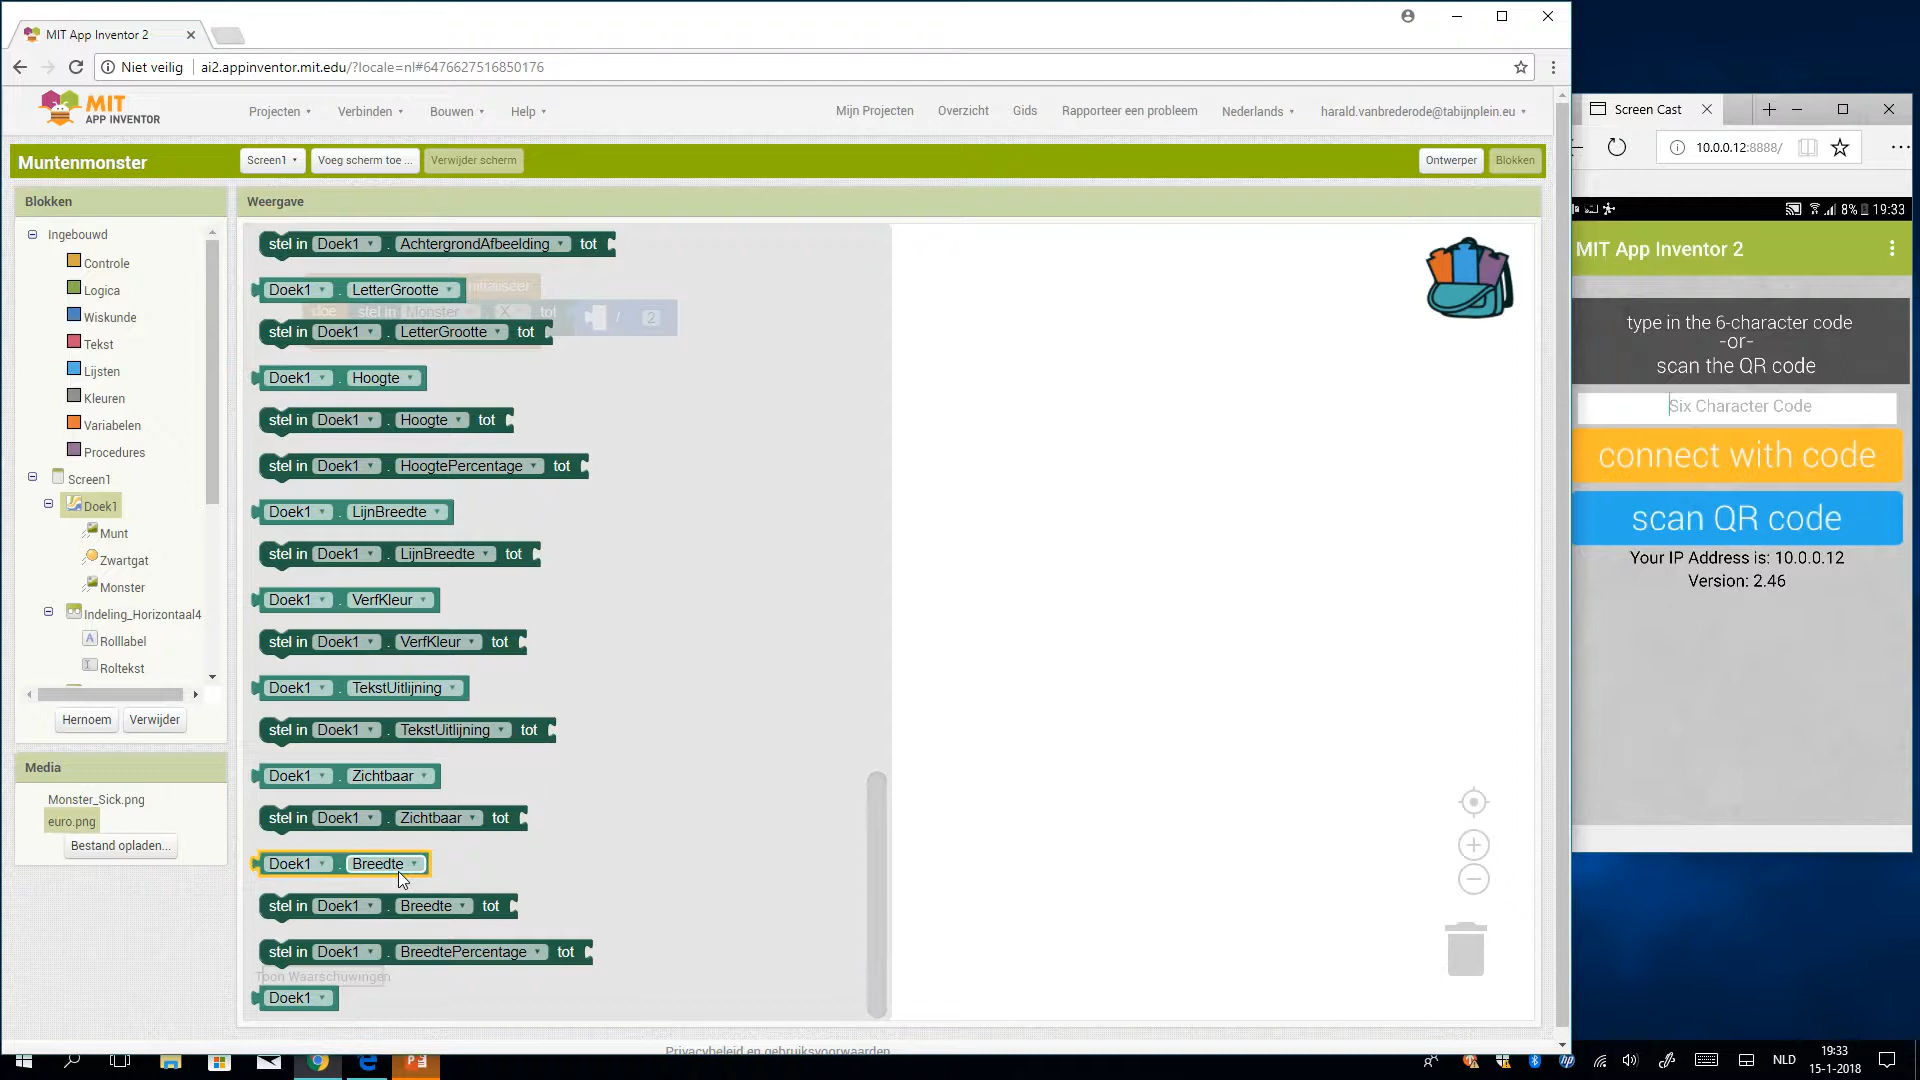 MIT App Inventor 2
Niet veilig
ai2.appinventor.mit.edu/?locale=nl#6476627516850176
MIT
APP INVENTOR
Projecten
Verbinden
Bouwen
Help
Mijn Projecten
Overzicht
Gids
Rapporteer een probleem
Nederlands
harald.vanbrederode@tabijnplein.eu
Muntenmonster
Screen1
Voeg scherm toe ...
Verwijder scherm
Ontwerper
Blokken
Blokken
Ingebouwd
Controle
Logica
Wiskunde
Tekst
Lijsten
Kleuren
Variabelen
Procedures
Screen1
Doek1
Munt
Zwartgat
Monster
Indeling_Horizontaal4
Rolllabel
Roltekst
Hernoem
Verwijder
Media
Monster_Sick.png
euro.png
Bestand opladen...
Weergave
stel in Doek1 . AchtergrondAfbeelding tot
Doek1 . LetterGrootte
doe stel in Monster . X tot / 2
stel in Doek1 . LetterGrootte tot
Doek1 . Hoogte
stel in Doek1 . Hoogte tot
stel in Doek1 . HoogtePercentage tot
Doek1 . LijnBreedte
stel in Doek1 . LijnBreedte tot
Doek1 . VerfKleur
stel in Doek1 . VerfKleur tot
Doek1 . TekstUitlijning
stel in Doek1 . TekstUitlijning tot
Doek1 . Zichtbaar
stel in Doek1 . Zichtbaar tot
Doek1 . Breedte
stel in Doek1 . Breedte tot
stel in Doek1 . BreedtePercentage tot
Toon Waarschuwingen
Doek1
Privacybeleid en gebruiksvoorwaarden
Screen Cast
10.0.0.12:8888/
8% 19:33
MIT App Inventor 2
type in the 6-character code
-or-
scan the QR code
Six Character Code
connect with code
scan QR code
Your IP Address is: 10.0.0.12
Version: 2.46
NLD
19:33
15-1-2018